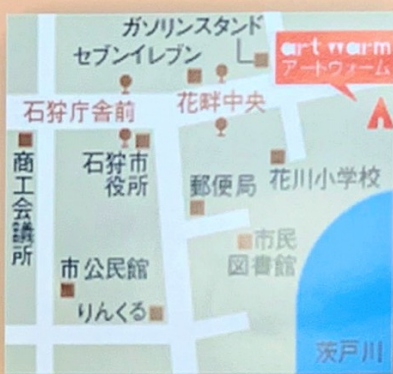 ガソリンスタンド
セブンイレブン
art warm
アートウォーム
石狩庁舎前
花畔中央
商工会議所
石狩市
役所
郵便局
花川小学校
市民
図書館
市公民館
りんくる
茨戸川